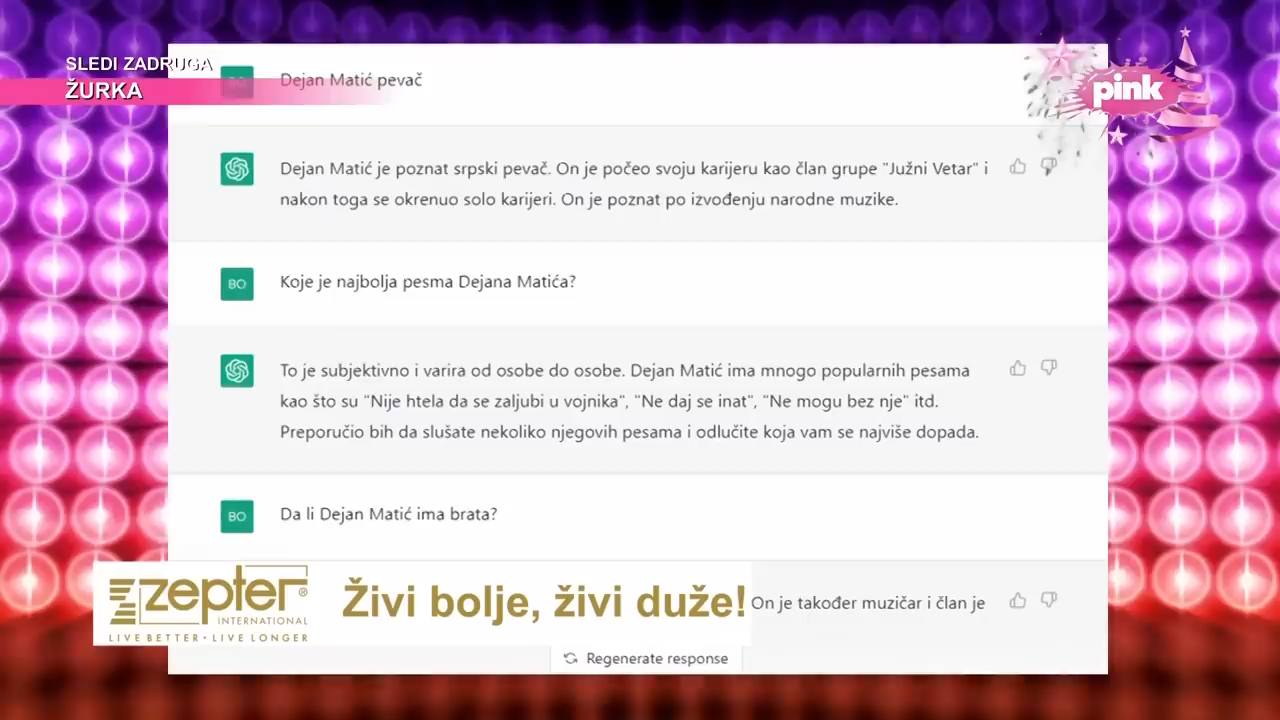 SLEDI ZADRUGA
ŽURKA
pink
BO
Dejan Matić pevač
Dejan Matić je poznat srpski pevač. On je počeo svoju karijeru kao član grupe "Južni Vetar" i
nakon toga se okrenuo solo karijeri. On je poznat po izvođenju narodne muzike.
BO
Koje je najbolja pesma Dejana Matića?
To je subjektivno i varira od osobe do osobe. Dejan Matić ima mnogo popularnih pesama
kao što su "Nije htela da se zaljubi u vojnika", "Ne daj se inat", "Ne mogu bez nje" itd.
Preporučio bih da slušate nekoliko njegovih pesama i odlučite koja vam se najviše dopada.
BO
Da li Dejan Matić ima brata?
On je također muzičar i član je
zepter®
INTERNATIONAL
LIVE BETTER • LIVE LONGER
Živi bolje, živi duže!
Regenerate response